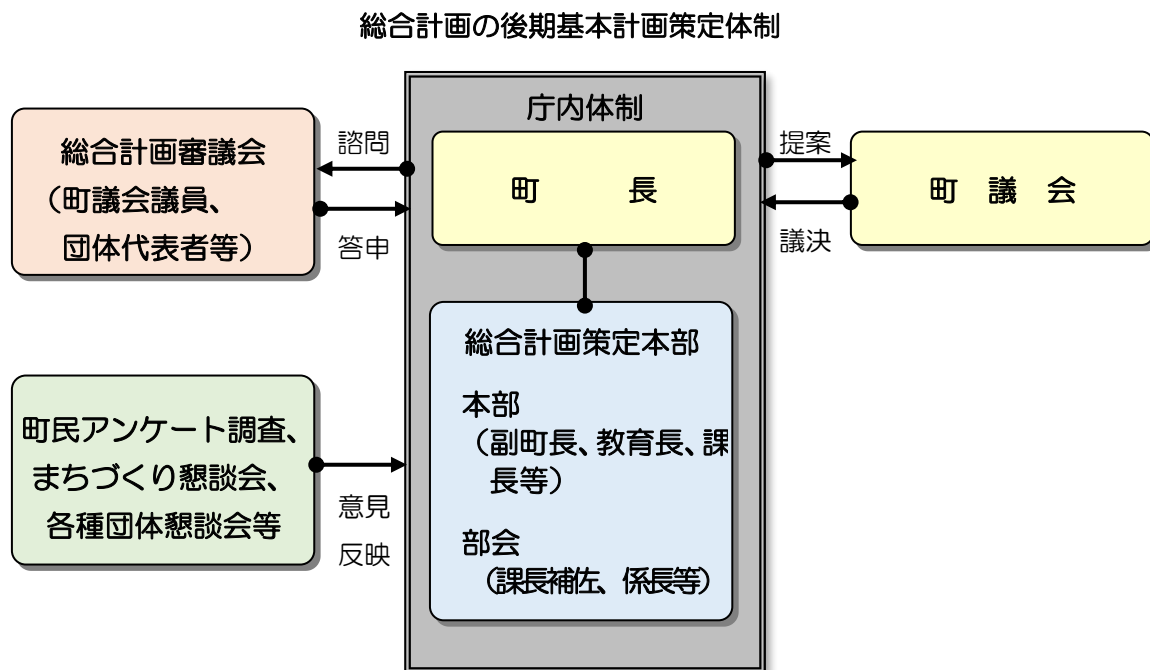 総合計画の後期基本計画策定体制
庁内体制
総合計画審議会
（町議会議員、
団体代表者等）
諮問
答申
町　　長
提案
議決
町　議　会
総合計画策定本部
本部
（副町長、教育長、課
長等）
部会
（課長補佐、係長等）
町民アンケート調査、
まちづくり懇談会、
各種団体懇談会等
意見
反映